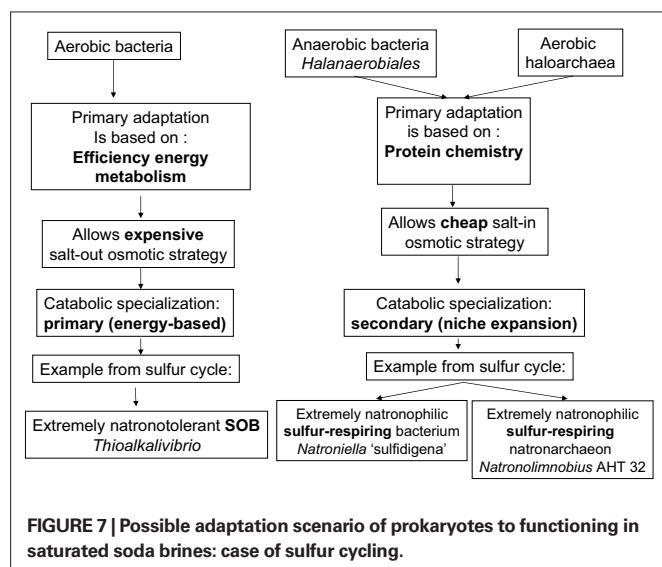 Aerobic bacteria
Primary adaptation
Is based on :
Efficiency energy
metabolism
Allows expensive
salt-out osmotic strategy
Catabolic specialization:
primary (energy-based)
Example from sulfur cycle:
Extremely natronotolerant SOB
Thioalkalivibrio
Anaerobic bacteria
Halanaerobiales
Aerobic
haloarchaea
Primary adaptation
is based on :
Protein chemistry
Allows cheap salt-in
osmotic strategy
Catabolic specialization:
secondary (niche expansion)
Example from sulfur cycle:
Extremely natronophilic
sulfur-respiring bacterium
Natroniella 'sulfidigena'
Extremely natronophilic
sulfur-respiring
natronarchaeon
Natronolimnobius AHT 32
FIGURE 7 | Possible adaptation scenario of prokaryotes to functioning in
saturated soda brines: case of sulfur cycling.